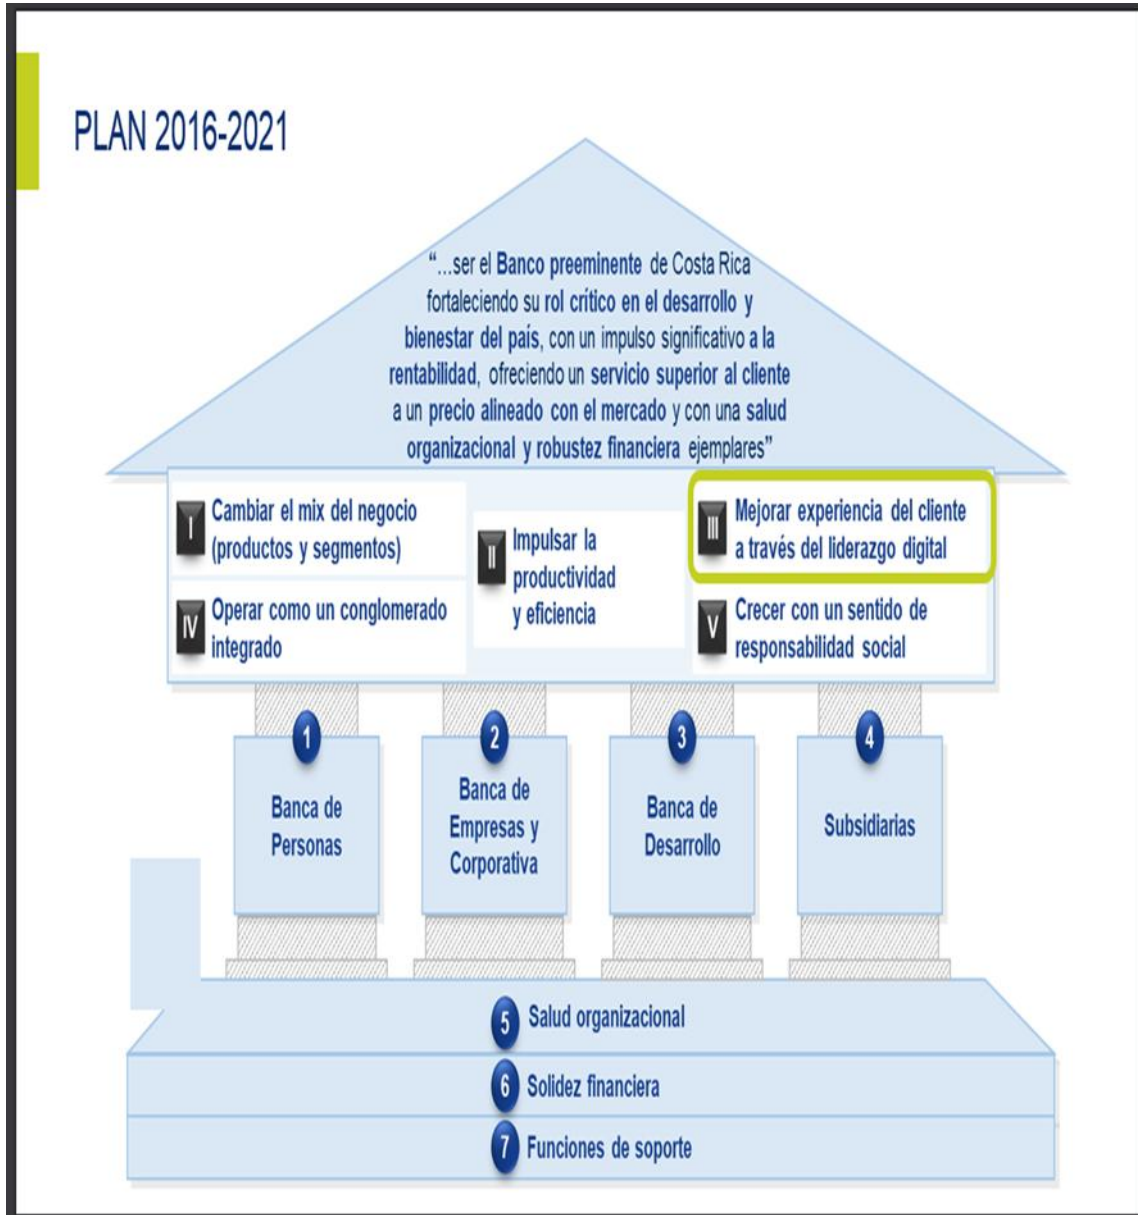 PLAN 2016-2021
“…ser el Banco preeminente de Costa Rica
fortaleciendo su rol crítico en el desarrollo y
bienestar del país, con un impulso significativo a la
rentabilidad, ofreciendo un servicio superior al cliente
a un precio alineado con el mercado y con una salud
organizacional y robustez financiera ejemplares”
I
Cambiar el mix del negocio
(productos y segmentos)
II
Impulsar la
productividad
y eficiencia
III
Mejorar experiencia del cliente
a través del liderazgo digital
IV
Operar como un conglomerado
integrado
V
Crecer con un sentido de
responsabilidad social
1
Banca de
Personas
2
Banca de
Empresas y
Corporativa
3
Banca de
Desarrollo
4
Subsidiarias
5 Salud organizacional
6 Solidez financiera
7 Funciones de soporte